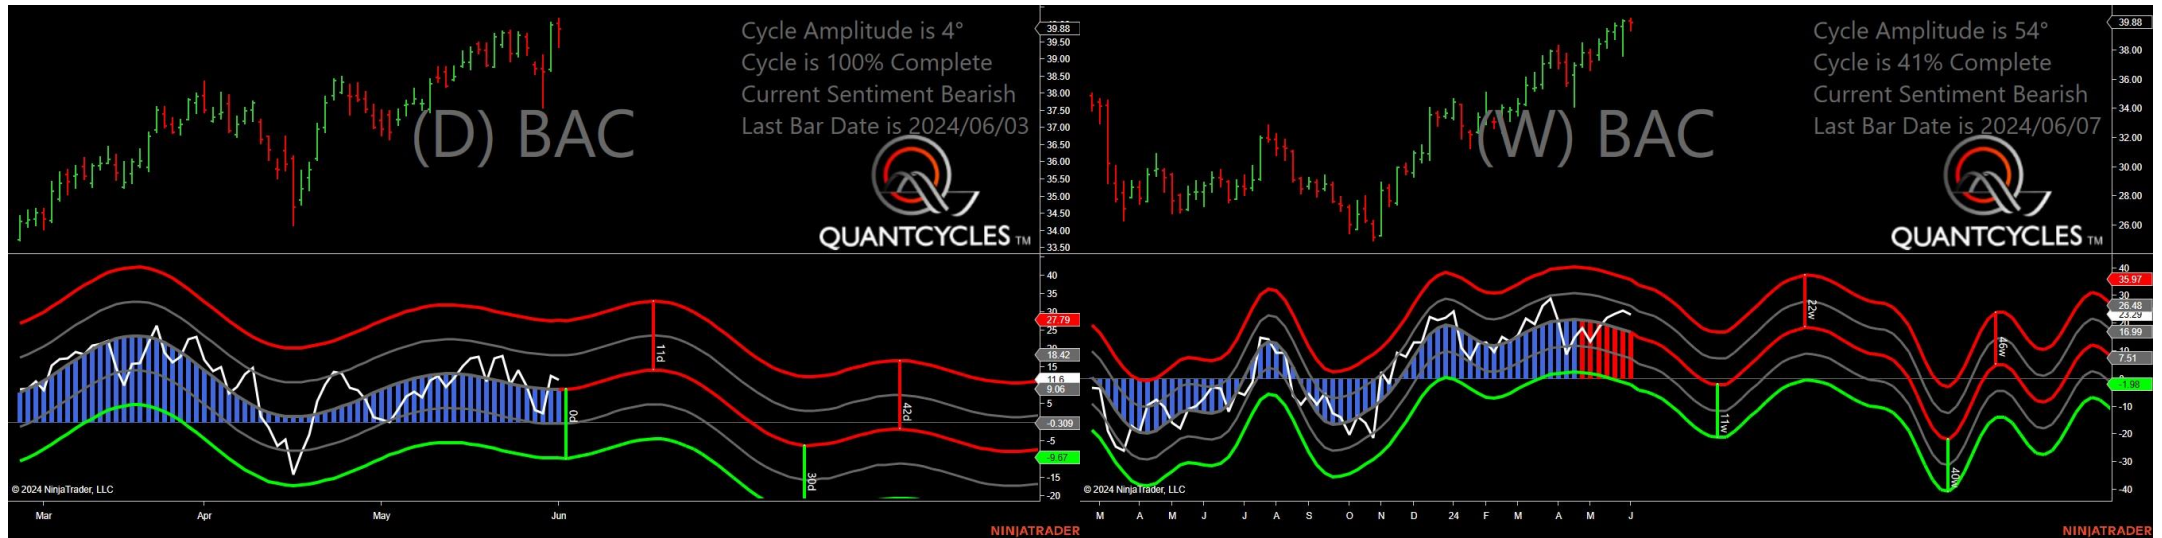 Cycle Amplitude is 4°
Cycle is 100% Complete
Current Sentiment Bearish
Last Bar Date is 2024/06/03
(D) BAC
QUANTCYCLES TM
39.88
39.50
39.00
38.50
38.00
37.50
37.00
36.50
36.00
35.50
35.00
34.50
34.00
33.50
40
35
30
27.79
25
20
18.42
15
11.6
9.06
5
-0.309
-5
-9.67
-15
-20
0d
11d
30d
42d
© 2024 NinjaTrader, LLC
Mar Apr May Jun
NINJATRADER
Cycle Amplitude is 54°
Cycle is 41% Complete
Current Sentiment Bearish
Last Bar Date is 2024/06/07
(W) BAC
QUANTCYCLES TM
39.88
38.00
36.00
34.00
32.00
30.00
28.00
26.00
40
35.97
30
26.48
23.29
20
16.99
10
7.51
-1.98
-10
-20
-30
-40
11w
22w
40w
46w
© 2024 NinjaTrader, LLC
M A M J J A S O N D 24 F M A M J
NINJATRADER